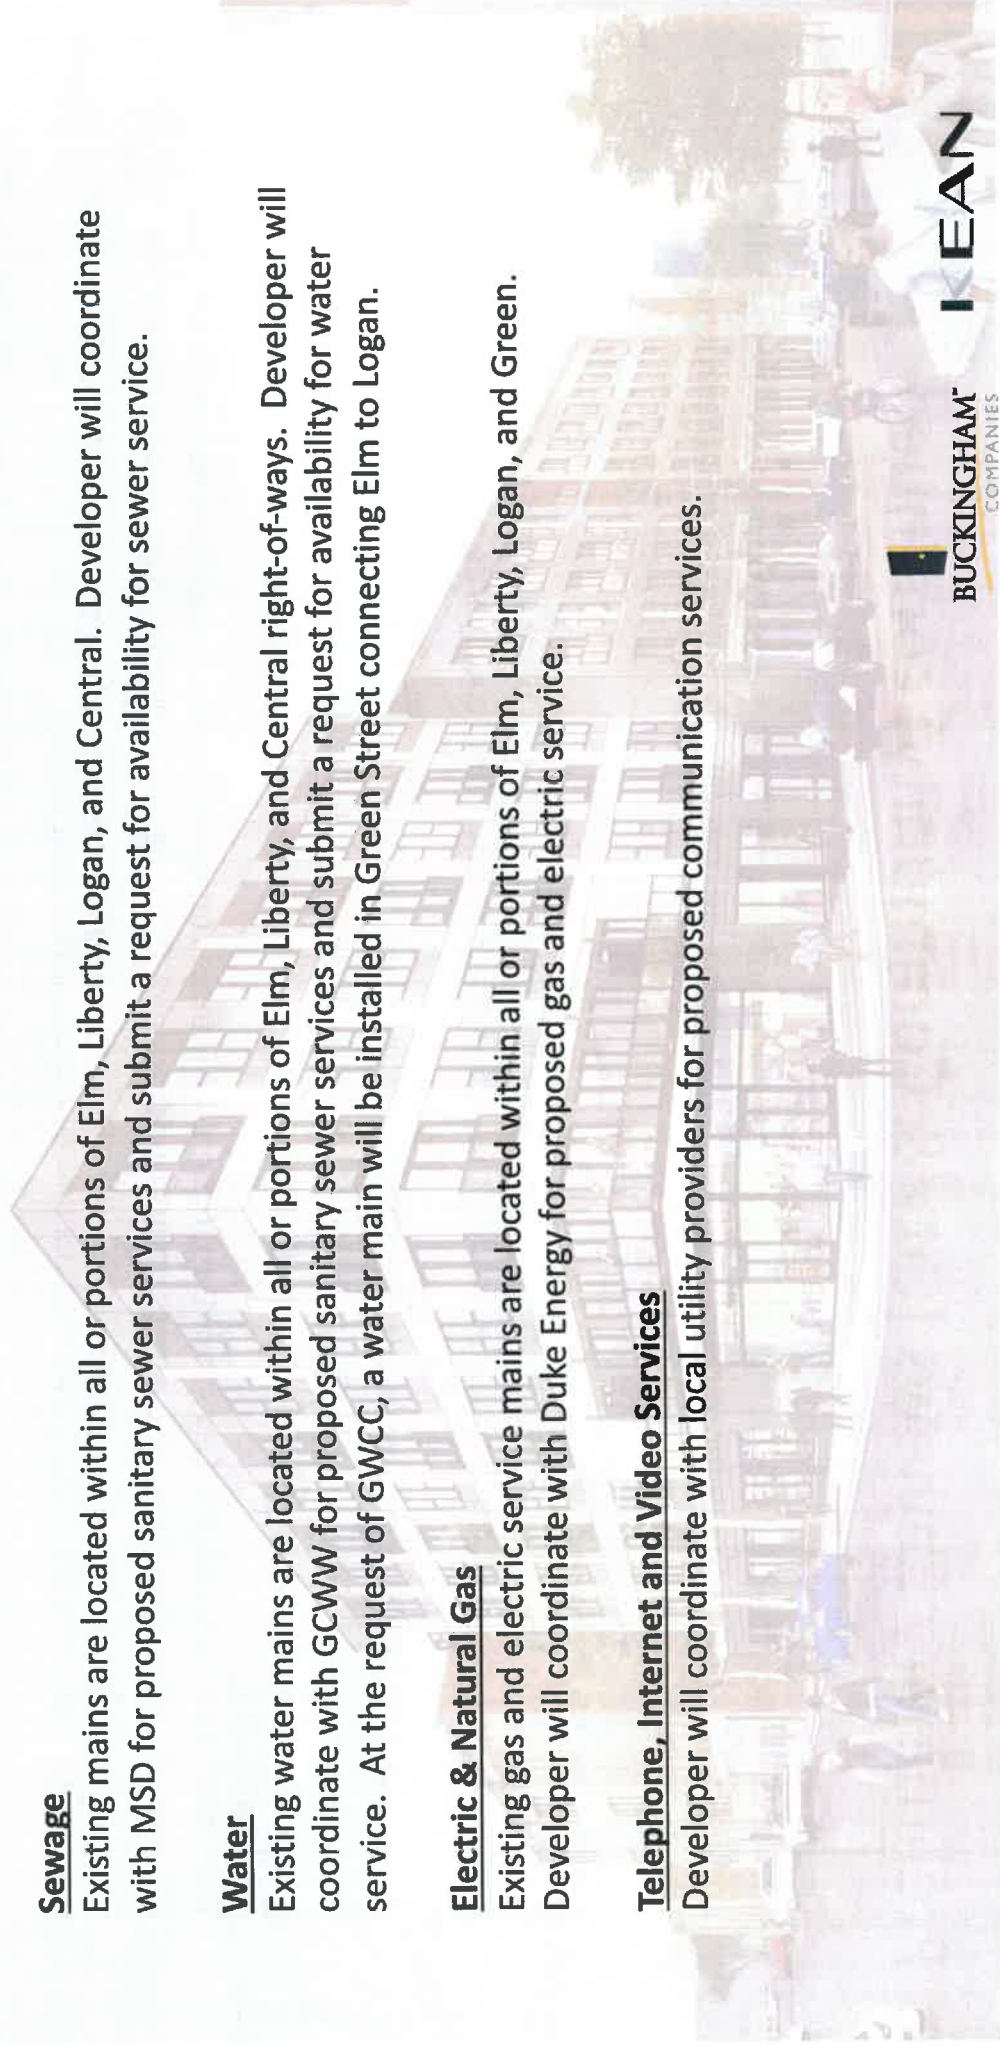 Sewage
Existing mains are located within all or portions of Elm, Liberty, Logan, and Central.  Developer will coordinate
with MSD for proposed sanitary sewer services and submit a request for availability for sewer service.
Water
Existing water mains are located within all or portions of Elm, Liberty, and Central right-of-ways.  Developer will
coordinate with GCWW for proposed sanitary sewer services and submit a request for availability for water
service.  At the request of GWCC, a water main will be installed in Green Street connecting Elm to Logan.
Electric & Natural Gas
Existing gas and electric service mains are located within all or portions of Elm, Liberty, Logan, and Green.
Developer will coordinate with Duke Energy for proposed gas and electric service.
Telephone, Internet and Video Services
Developer will coordinate with local utility providers for proposed communication services.
BUCKINGHAM
COMPANIES
KEAN